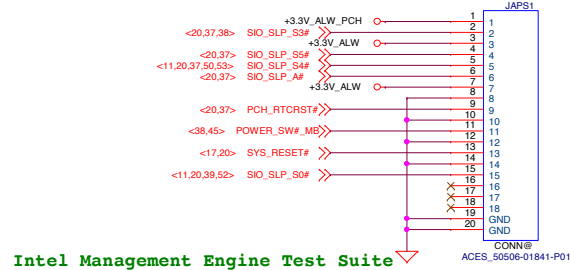 JAPS1
+3.3V_ALW_PCH 1 1
<20,37,38> SIO_SLP_S3# 2 2
+3.3V_ALW 3 3
<20,37> SIO_SLP_S5# 4 4
<11,20,37,50,53> SIO_SLP_S4# 5 5
<20,37> SIO_SLP_A# 6 6
+3.3V_ALW 7 7
8 8
<20,37> PCH_RTCRST# 9 9
10 10
<38,45> POWER_SW#_MB 11 11
12 12
<17,20> SYS_RESET# 13 13
14 14
<11,20,39,52> SIO_SLP_S0# 15 15
16 16
17 17
18 18
19 GND
20 GND
CONN@
ACES_50506-01841-P01
Intel Management Engine Test Suite